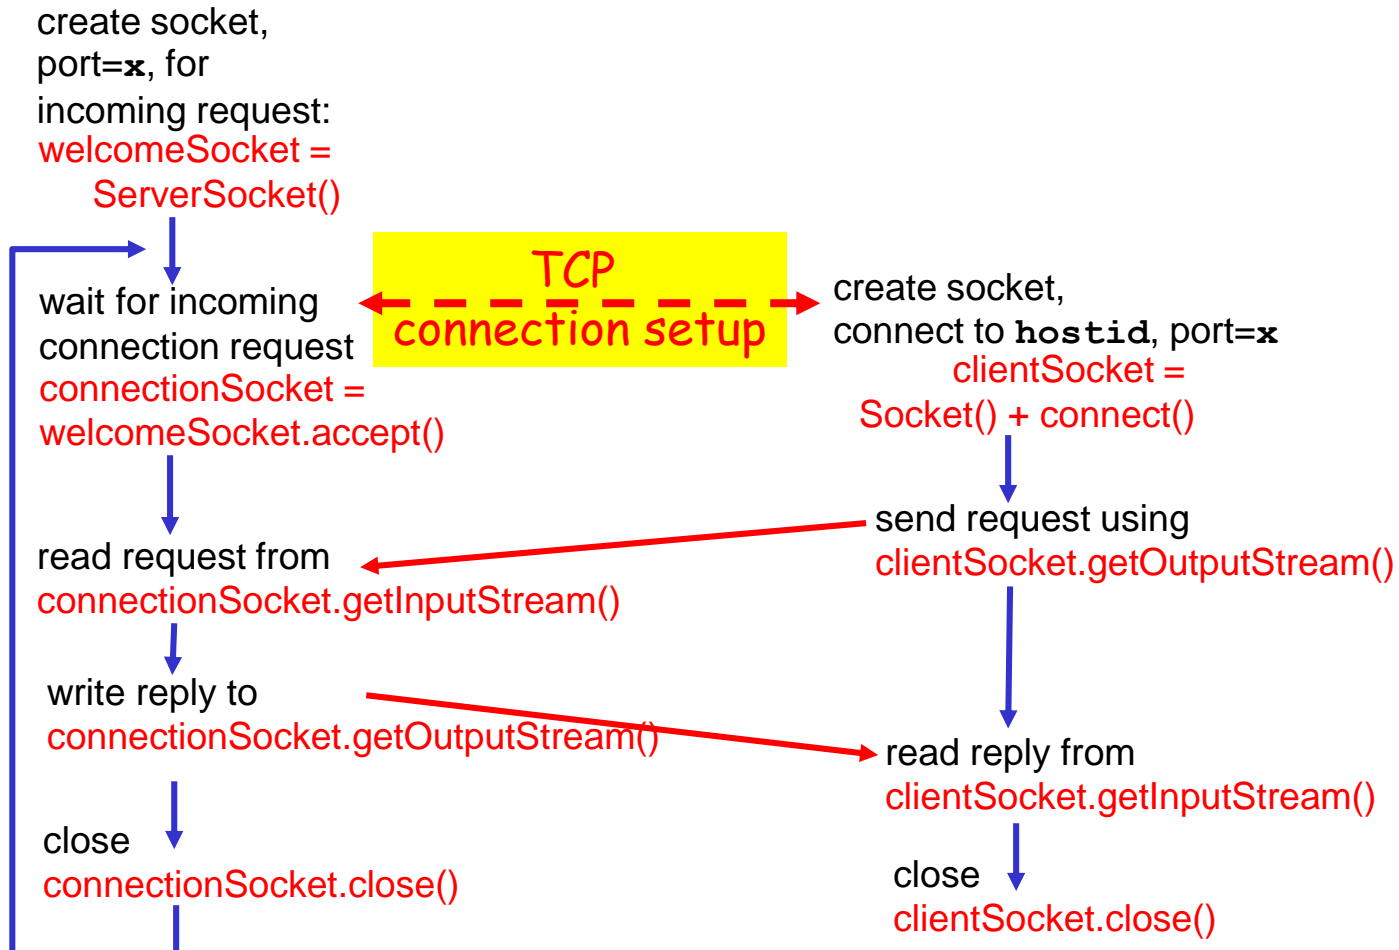 create socket,
port=x, for
incoming request:
welcomeSocket =
ServerSocket()
wait for incoming
connection request
connectionSocket =
welcomeSocket.accept()
read request from
connectionSocket.getInputStream()
write reply to
connectionSocket.getOutputStream()
close
connectionSocket.close()
TCP
connection setup
create socket,
connect to hostid, port=x
clientSocket =
Socket() + connect()
send request using
clientSocket.getOutputStream()
read reply from
clientSocket.getInputStream()
close
clientSocket.close()